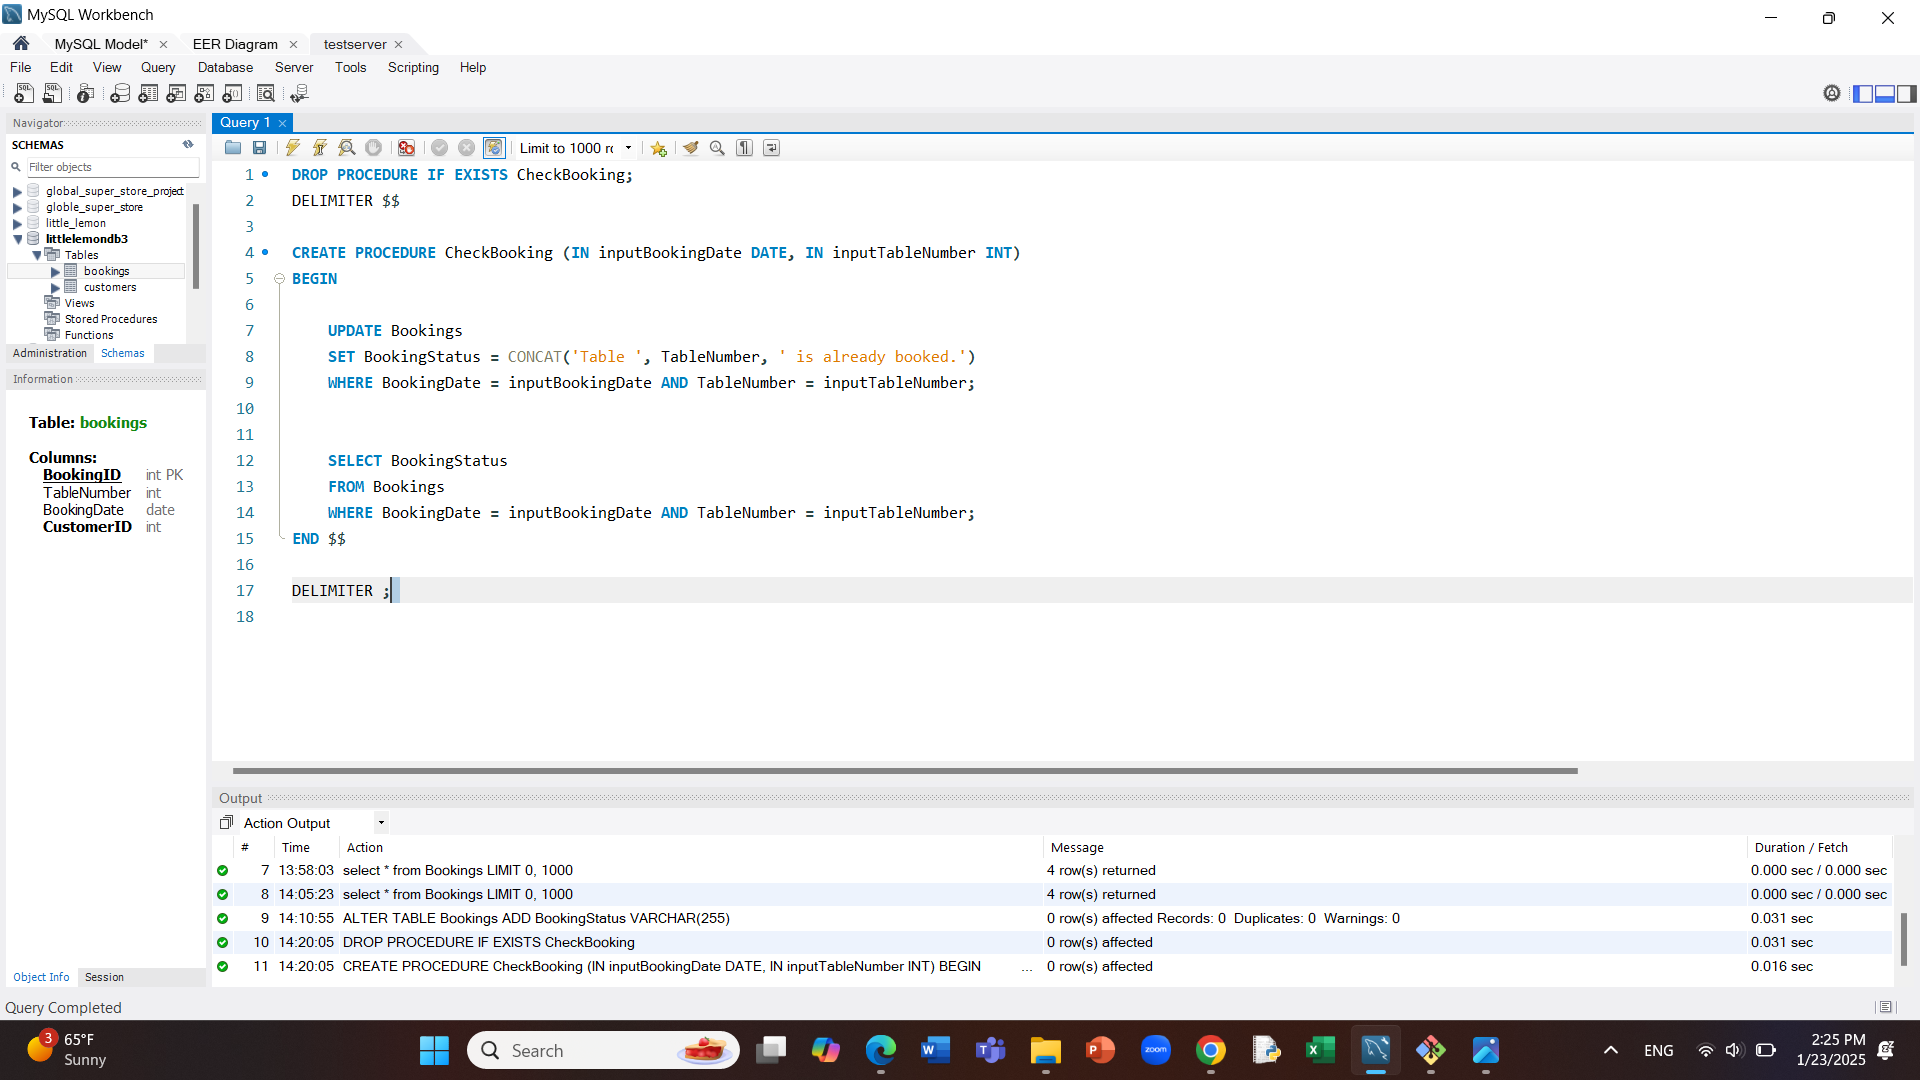 MySQL Workbench
MySQL Model*
EER Diagram
testserver
File Edit View Query Database Server Tools Scripting Help
Navigator
Query 1
SCHEMAS
Limit to 1000 r
Filter objects
global_super_store_project
globle_super_store
little_lemon
littlelemondb3
Tables
bookings
customers
Views
Stored Procedures
Functions
Administration Schemas
Information
Table: bookings
Columns:
BookingID int PK
TableNumber int
BookingDate date
CustomerID int
1 DROP PROCEDURE IF EXISTS CheckBooking;
2 DELIMITER $$
3
4 CREATE PROCEDURE CheckBooking (IN inputBookingDate DATE, IN inputTableNumber INT)
5 BEGIN
6
7 UPDATE Bookings
8 SET BookingStatus = CONCAT('Table ', TableNumber, ' is already booked.')
9 WHERE BookingDate = inputBookingDate AND TableNumber = inputTableNumber;
10
11
12 SELECT BookingStatus
13 FROM Bookings
14 WHERE BookingDate = inputBookingDate AND TableNumber = inputTableNumber;
15 END $$
16
17 DELIMITER ;
18
Output
Action Output
# Time Action Message Duration / Fetch
7 13:58:03 select * from Bookings LIMIT 0, 1000 4 row(s) returned 0.000 sec / 0.000 sec
8 14:05:23 select * from Bookings LIMIT 0, 1000 4 row(s) returned 0.000 sec / 0.000 sec
9 14:10:55 ALTER TABLE Bookings ADD BookingStatus VARCHAR(255) 0 row(s) affected Records: 0 Duplicates: 0 Warnings: 0 0.031 sec
10 14:20:05 DROP PROCEDURE IF EXISTS CheckBooking 0 row(s) affected 0.031 sec
11 14:20:05 CREATE PROCEDURE CheckBooking (IN inputBookingDate DATE, IN inputTableNumber INT) BEGIN ... 0 row(s) affected 0.016 sec
Object Info Session
Query Completed
3
65°F
Sunny
Search
zoom
ENG
2:25 PM
1/23/2025